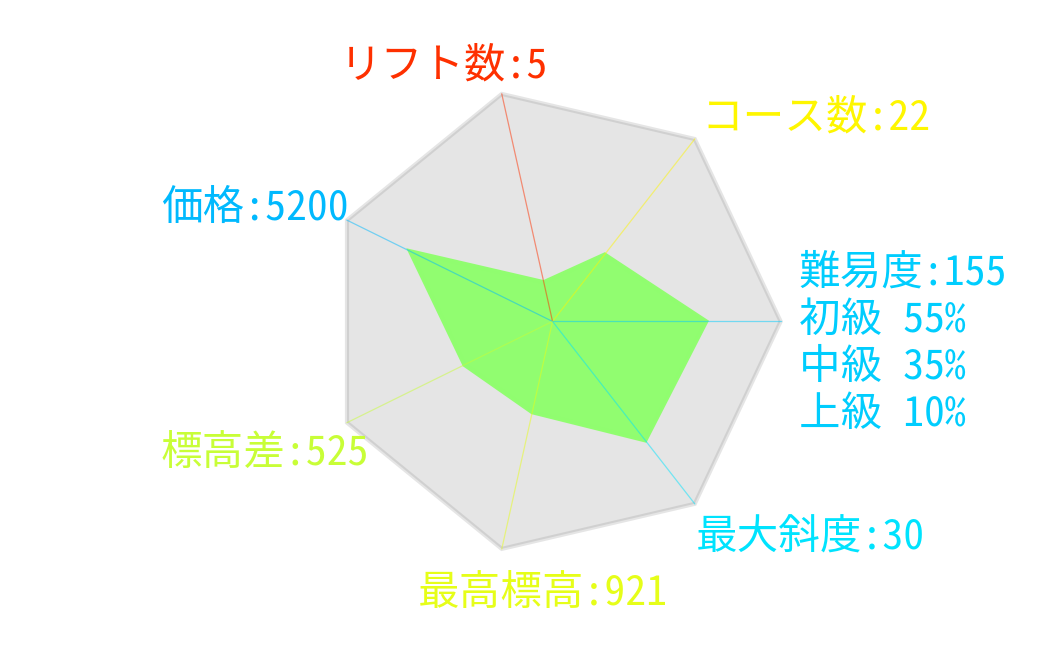 リフト数:5
コース数:22
価格:5200
難易度:155
初級 55%
中級 35%
上級 10%
標高差:525
最大斜度:30
最高標高:921